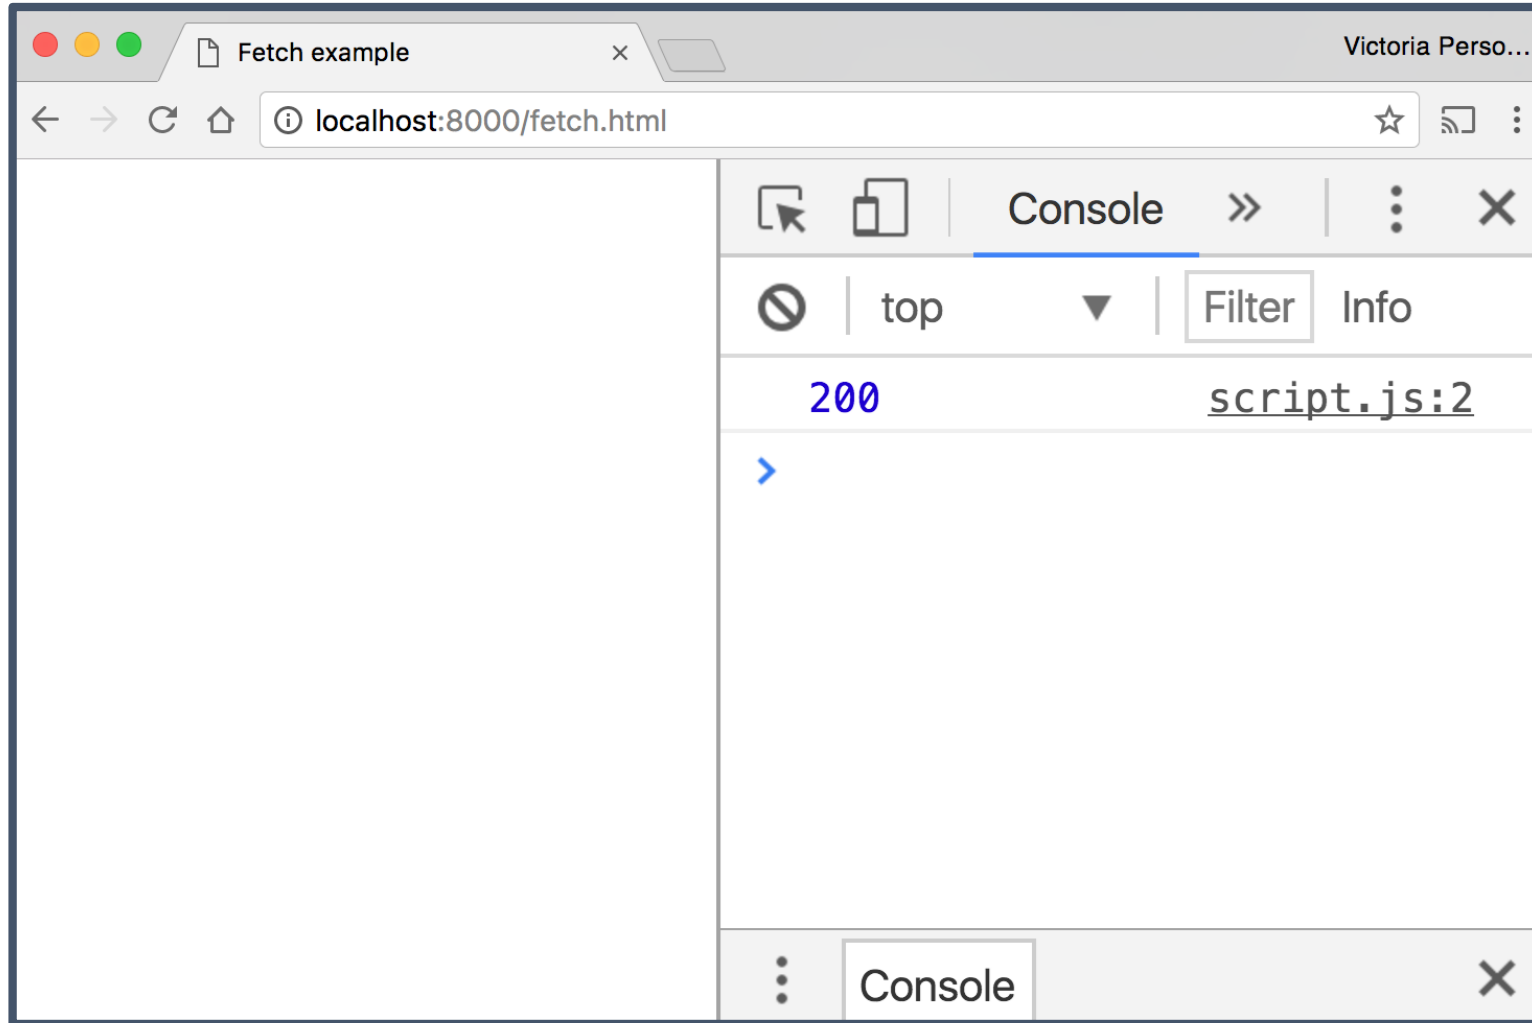 Fetch example
Victoria Perso...
localhost:8000/fetch.html
Console
top
Filter
Info
200
script.js:2
Console